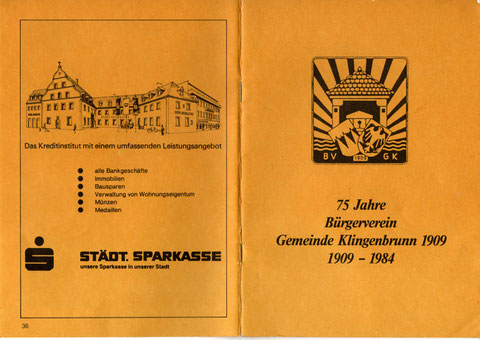 Das Kreditinstitut mit einem umfassenden Leistungsangebot
alle Bankgeschäfte
Immobilien
Bausparen
Verwaltung von Wohnungseigentum
Münzen
Medaillen
STÄDT. SPARKASSE
unsere Sparkasse in unserer Stadt
36
BV 1909 GK
75 Jahre
Bürgerverein
Gemeinde Klingenbrunn 1909
1909 – 1984